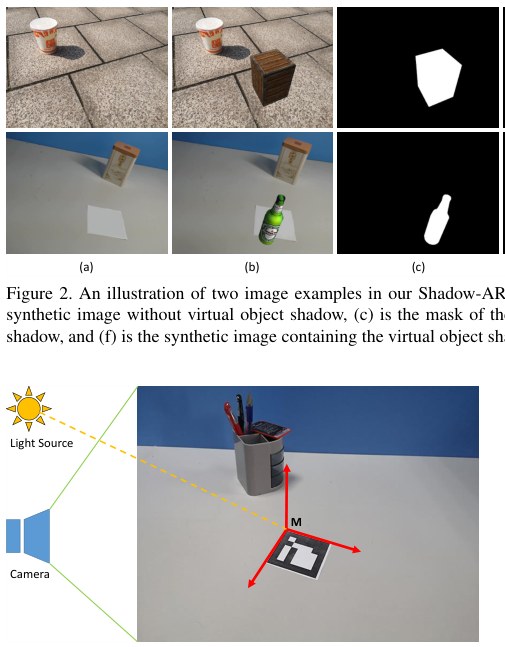 (a)
(b)
(c)
Figure 2. An illustration of two image examples in our Shadow-AR
synthetic image without virtual object shadow, (c) is the mask of the
shadow, and (f) is the synthetic image containing the virtual object sha
Light Source
M
Camera